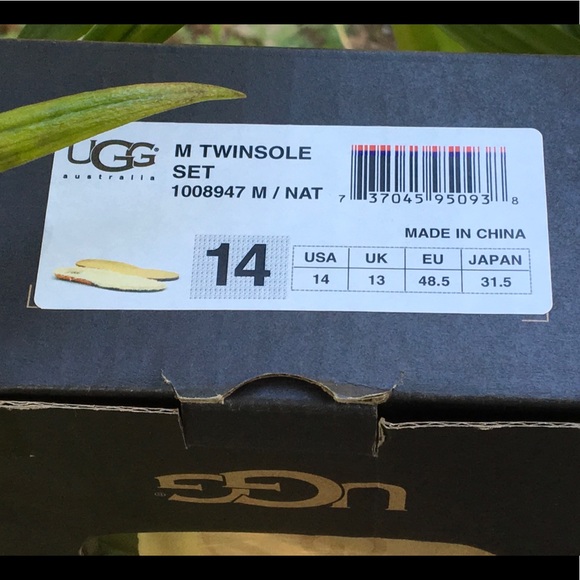 UGG
australia
M TWINSOLE
SET
1008947 M / NAT
7 37045 95093 8
MADE IN CHINA
14
USA UK EU JAPAN
14 13 48.5 31.5
UGG